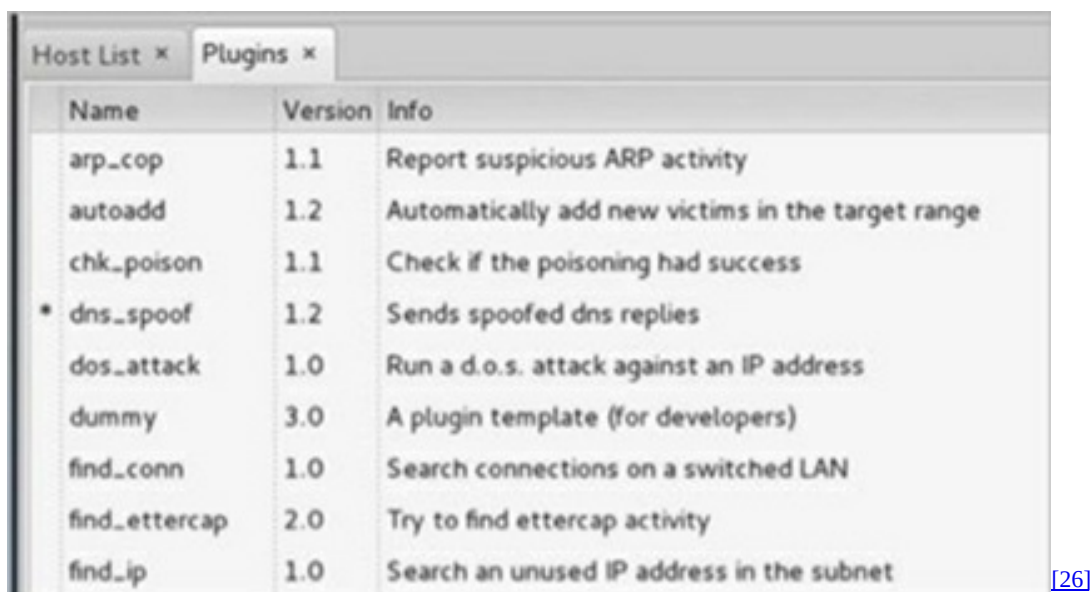 Host List × Plugins ×
Name Version Info
arp_cop 1.1 Report suspicious ARP activity
autoadd 1.2 Automatically add new victims in the target range
chk_poison 1.1 Check if the poisoning had success
* dns_spoof 1.2 Sends spoofed dns replies
dos_attack 1.0 Run a d.o.s. attack against an IP address
dummy 3.0 A plugin template (for developers)
find_conn 1.0 Search connections on a switched LAN
find_ettercap 2.0 Try to find ettercap activity
find_ip 1.0 Search an unused IP address in the subnet
[26]